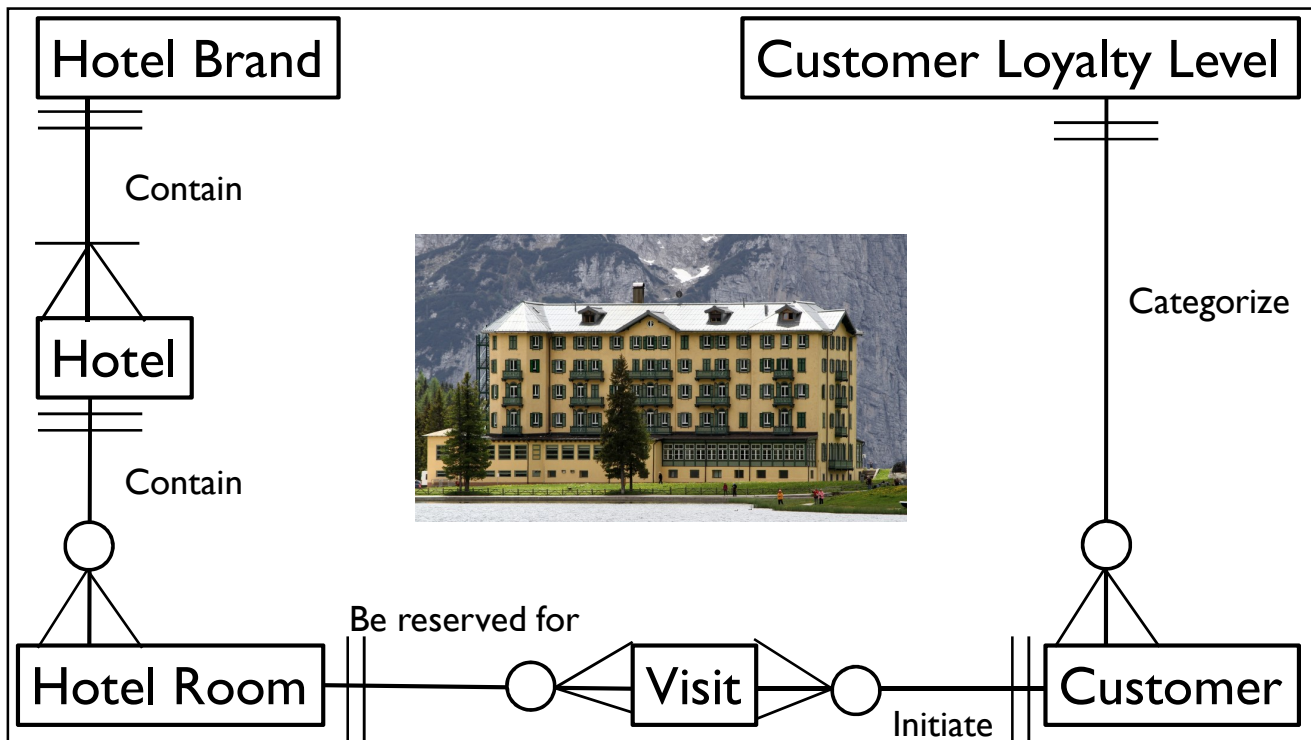 Hotel Brand
Customer Loyalty Level
Contain
Categorize
Hotel
Contain
Be reserved for
Hotel Room
Visit
Customer
Initiate